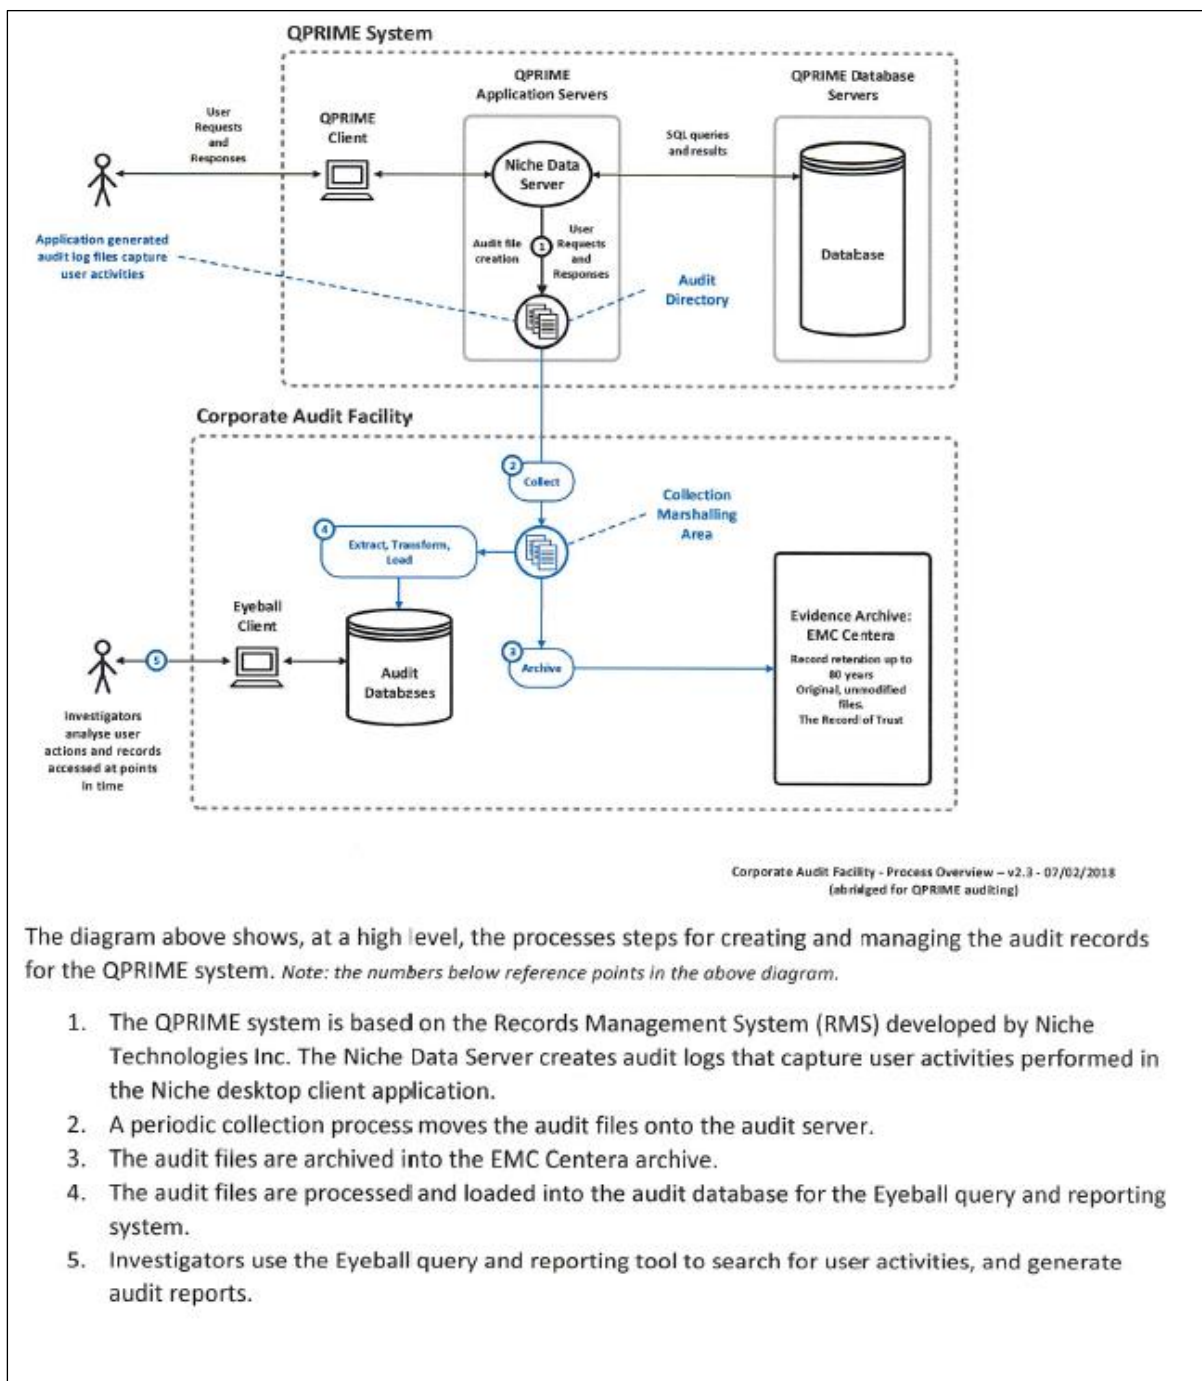 QPRIME System
QPRIME
Application Servers
QPRIME Database
Servers
User
Requests
and
Responses
QPRIME
Client
SQL queries
and results
Niche Data
Server
Application generated
audit log files capture
user activities
Audit file
creation
1
User
Requests
and
Responses
Database
Audit
Directory
Corporate Audit Facility
2
Collect
Collection
Marshalling
Area
4
Extract, Transform,
Load
Eyeball
Client
Evidence Archive:
EMC Centera
Record retention up to
80 years
Original, unmodified
files.
The Record of Trust
5
3
Archive
Audit
Databases
Investigators
analyse user
actions and records
accessed at points
in time
Corporate Audit Facility - Process Overview – v2.3 - 07/02/2018
(abridged for QPRIME auditing)
The diagram above shows, at a high level, the processes steps for creating and managing the audit records
for the QPRIME system. Note: the numbers below reference points in the above diagram.
1. The QPRIME system is based on the Records Management System (RMS) developed by Niche
Technologies Inc. The Niche Data Server creates audit logs that capture user activities performed in
the Niche desktop client application.
2. A periodic collection process moves the audit files onto the audit server.
3. The audit files are archived into the EMC Centera archive.
4. The audit files are processed and loaded into the audit database for the Eyeball query and reporting
system.
5. Investigators use the Eyeball query and reporting tool to search for user activities, and generate
audit reports.